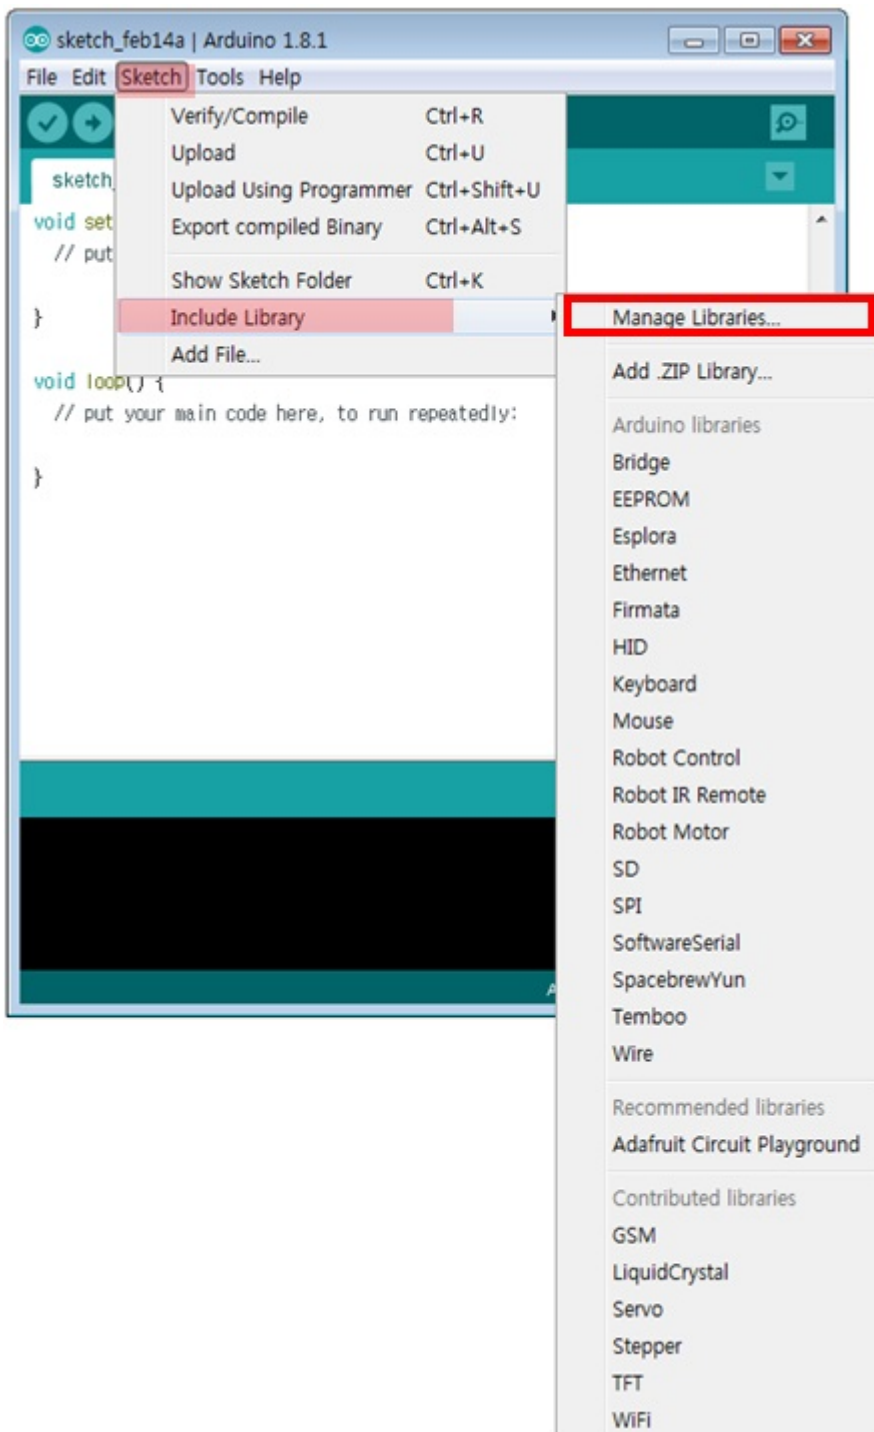 sketch_feb14a | Arduino 1.8.1
File Edit Sketch Tools Help
Verify/Compile Ctrl+R
Upload Ctrl+U
Upload Using Programmer Ctrl+Shift+U
Export compiled Binary Ctrl+Alt+S
Show Sketch Folder Ctrl+K
Include Library
Add File...
sketch_
void set
// put
}
void loop() {
// put your main code here, to run repeatedly:
}
A
Manage Libraries...
Add .ZIP Library...
Arduino libraries
Bridge
EEPROM
Esplora
Ethernet
Firmata
HID
Keyboard
Mouse
Robot Control
Robot IR Remote
Robot Motor
SD
SPI
SoftwareSerial
SpacebrewYun
Temboo
Wire
Recommended libraries
Adafruit Circuit Playground
Contributed libraries
GSM
LiquidCrystal
Servo
Stepper
TFT
WiFi